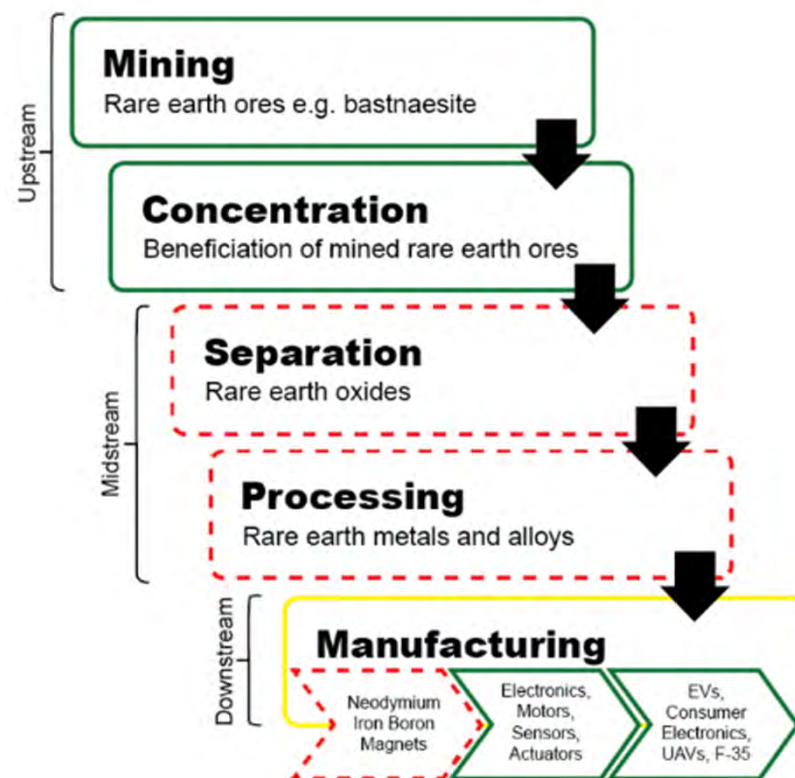 Upstream
Mining
Rare earth ores e.g. bastnaesite
Concentration
Beneficiation of mined rare earth ores
Midstream
Separation
Rare earth oxides
Processing
Rare earth metals and alloys
Downstream
Manufacturing
Neodymium
Iron Boron
Magnets
Electronics,
Motors,
Sensors,
Actuators
EVs,
Consumer
Electronics,
UAVs, F-35